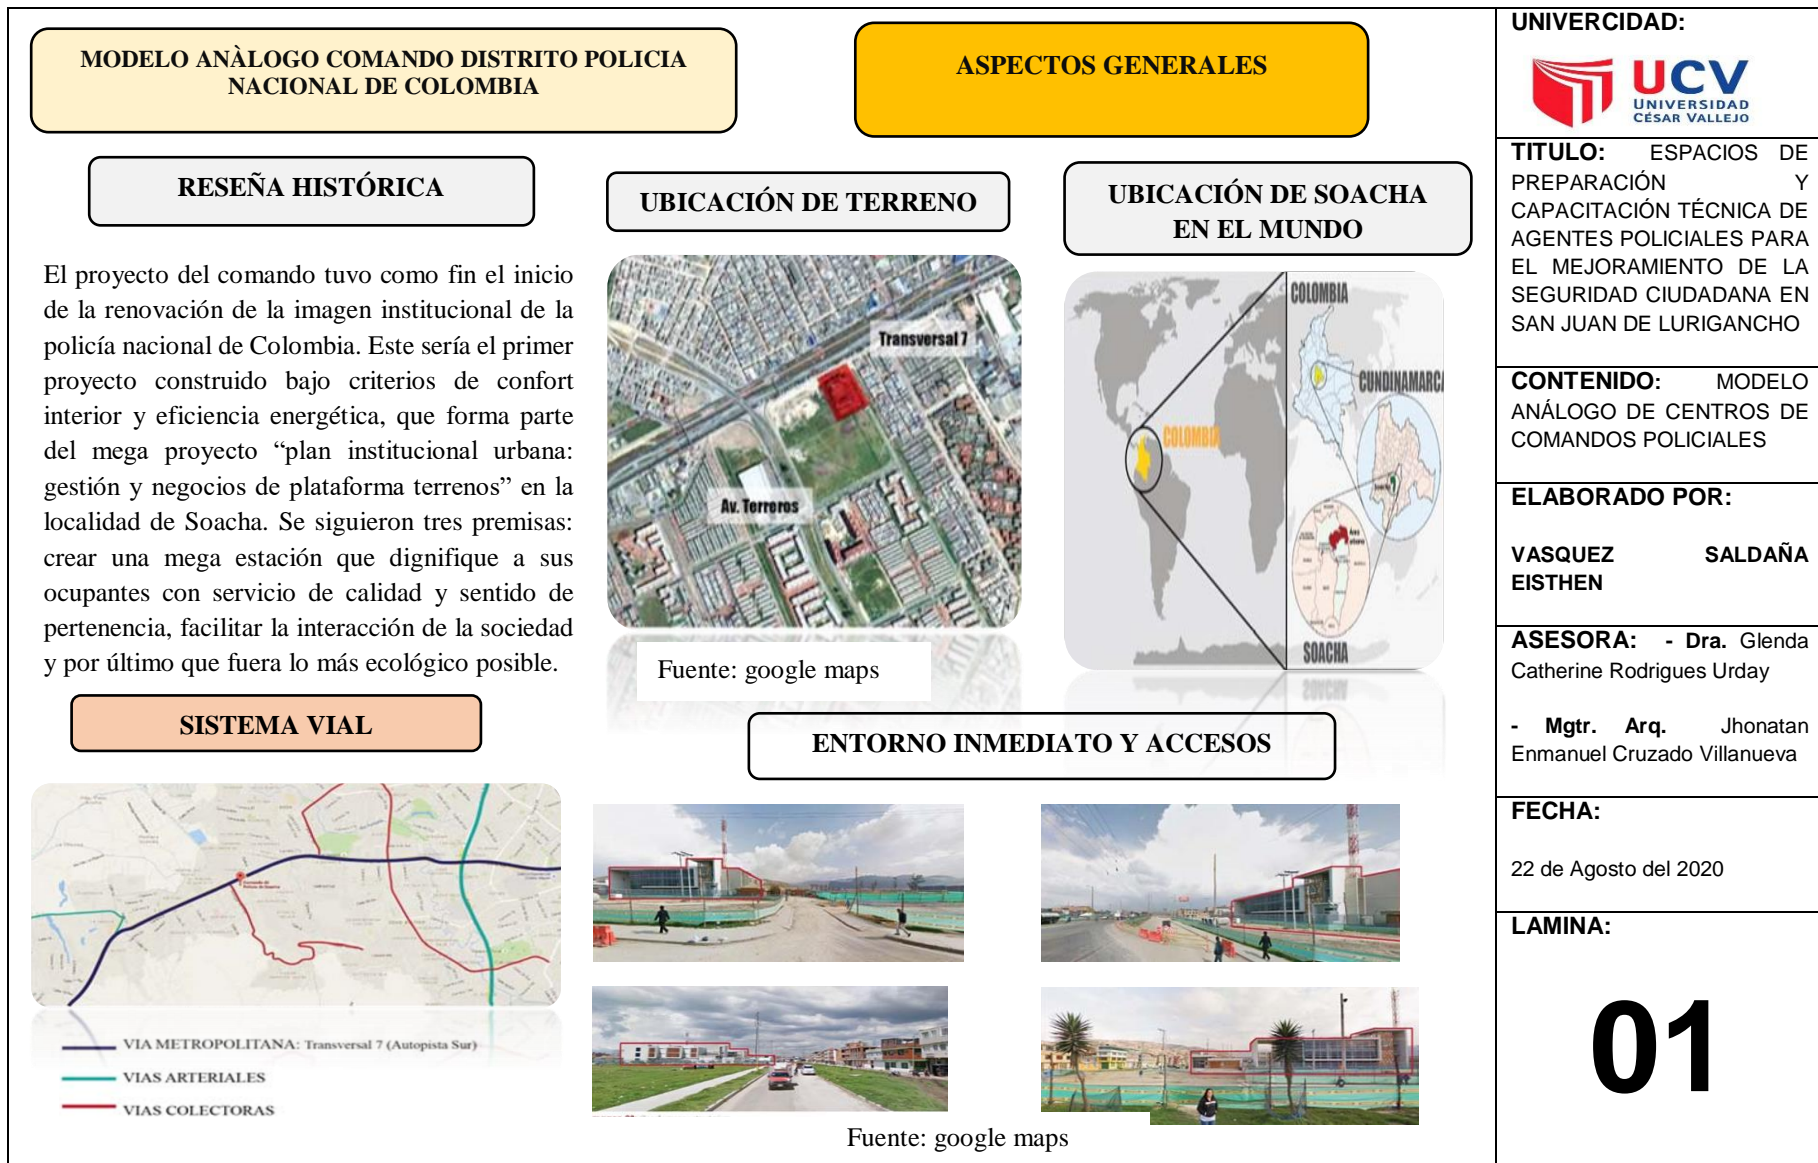 MODELO ANÀLOGO COMANDO DISTRITO POLICIA
NACIONAL DE COLOMBIA
ASPECTOS GENERALES
RESEÑA HISTÓRICA
El proyecto del comando tuvo como fin el inicio
de la renovación de la imagen institucional de la
policía nacional de Colombia. Este sería el primer
proyecto construido bajo criterios de confort
interior y eficiencia energética, que forma parte
del mega proyecto “plan institucional urbana:
gestión y negocios de plataforma terrenos” en la
localidad de Soacha. Se siguieron tres premisas:
crear una mega estación que dignifique a sus
ocupantes con servicio de calidad y sentido de
pertenencia, facilitar la interacción de la sociedad
y por último que fuera lo más ecológico posible.
UBICACIÓN DE TERRENO
Transversal 7
Av. Terreros
Fuente: google maps
UBICACIÓN DE SOACHA
EN EL MUNDO
COLOMBIA
CUNDINAMARCA
COLOMBIA
SOACHA
SISTEMA VIAL
VIA METROPOLITANA: Transversal 7 (Autopista Sur)
VIAS ARTERIALES
VIAS COLECTORAS
ENTORNO INMEDIATO Y ACCESOS
Fuente: google maps
UNIVERCIDAD:
UCV
UNIVERSIDAD
CÉSAR VALLEJO
TITULO: ESPACIOS DE
PREPARACIÓN Y
CAPACITACIÓN TÉCNICA DE
AGENTES POLICIALES PARA
EL MEJORAMIENTO DE LA
SEGURIDAD CIUDADANA EN
SAN JUAN DE LURIGANCHO
CONTENIDO: MODELO
ANÁLOGO DE CENTROS DE
COMANDOS POLICIALES
ELABORADO POR:
VASQUEZ SALDAÑA
EISTHEN
ASESORA: - Dra. Glenda
Catherine Rodrigues Urday
- Mgtr. Arq. Jhonatan
Enmanuel Cruzado Villanueva
FECHA:
22 de Agosto del 2020
LAMINA:
01